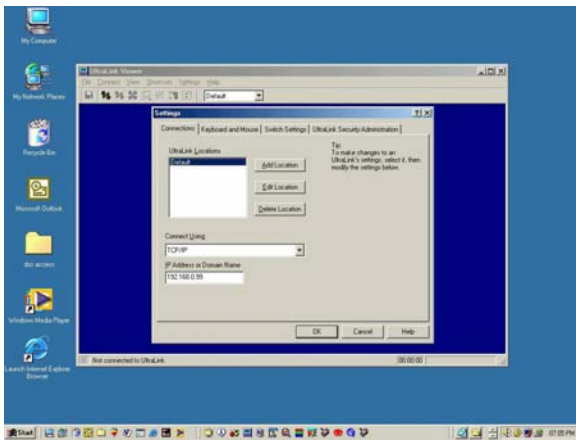 My Computer
My Network Places
Recycle Bin
Microsoft Outlook
doc access
Windows Media Player
Launch Internet Explorer
Browser
UltraLink Viewer
File Connect View Shortcuts Settings Help
Default
Settings
Connections Keyboard and Mouse Switch Settings UltraLink Security Administration
UltraLink Locations
Default
Add Location
Edit Location
Delete Location
Tip:
To make changes to an
UltraLink's settings, select it, then
modify the settings below.
Connect Using
TCP/IP
IP Address or Domain Name
192.168.0.99
OK Cancel Help
Not connected to UltraLink.
00:00:00
Start
07:05 PM